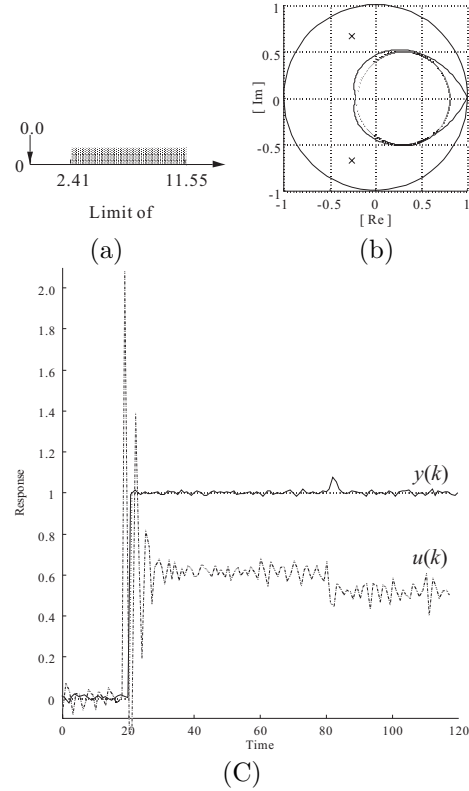 0.0
0
2.41 11.55
Limit of
(a)
1
0.5
0
-0.5
-1
[ Im ]
-1 -0.5 0 0.5 1
[ Re ]
(b)
2.0
1.8
1.6
1.4
1.2
1
0.8
0.6
0.4
0.2
0
Response
y(k)
u(k)
0 20 40 60 80 100 120
Time
(C)